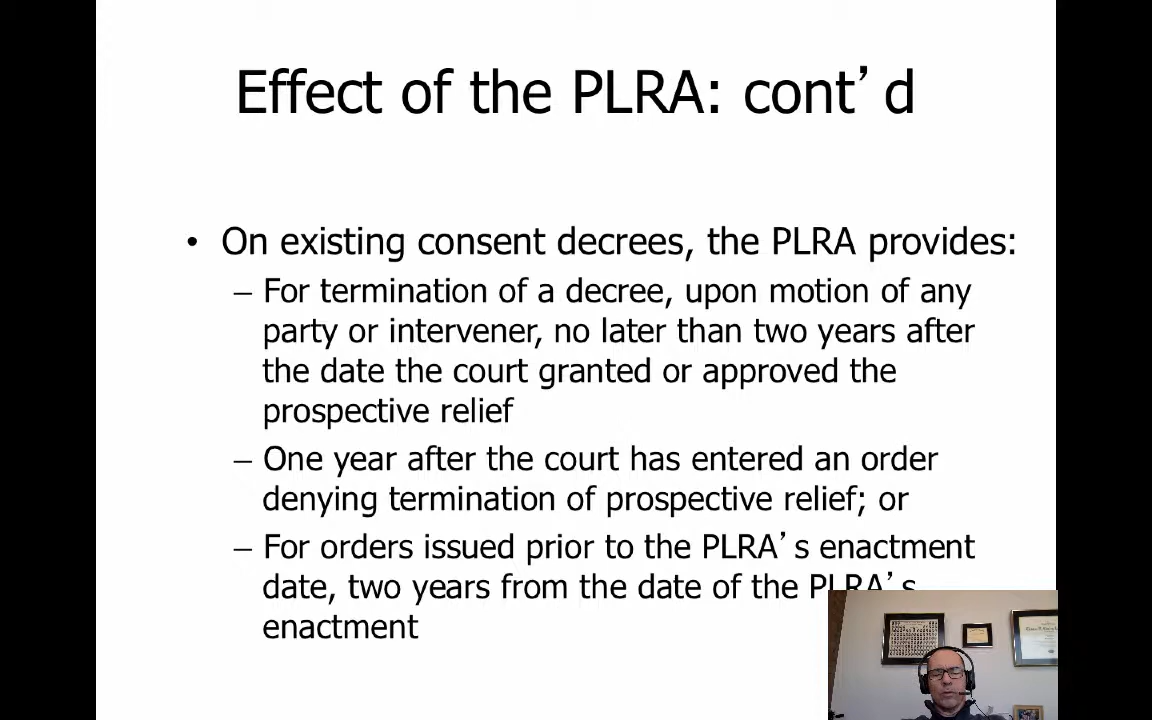 Effect of the PLRA: cont’d
• On existing consent decrees, the PLRA provides:
– For termination of a decree, upon motion of any
party or intervener, no later than two years after
the date the court granted or approved the
prospective relief
– One year after the court has entered an order
denying termination of prospective relief; or
– For orders issued prior to the PLRA’s enactment
date, two years from the date of the PLRA’s
enactment